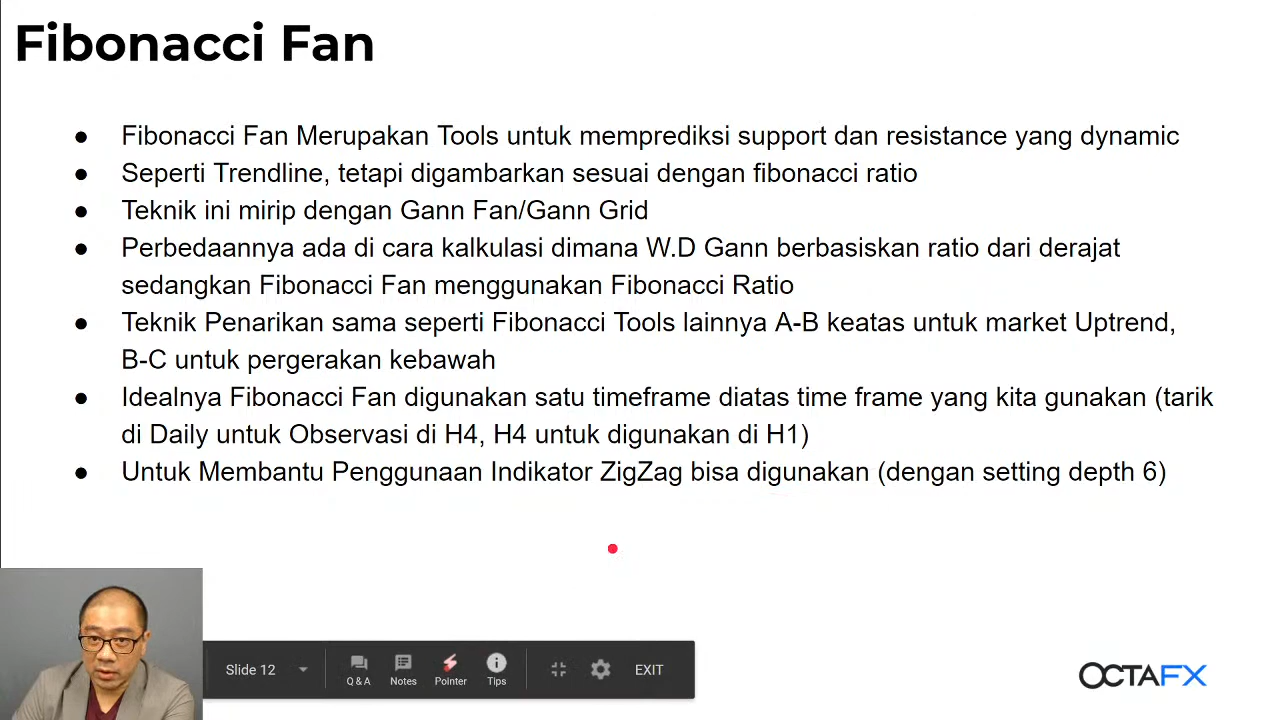 Fibonacci Fan
● Fibonacci Fan Merupakan Tools untuk memprediksi support dan resistance yang dynamic
● Seperti Trendline, tetapi digambarkan sesuai dengan fibonacci ratio
● Teknik ini mirip dengan Gann Fan/Gann Grid
● Perbedaannya ada di cara kalkulasi dimana W.D Gann berbasiskan ratio dari derajat
sedangkan Fibonacci Fan menggunakan Fibonacci Ratio
● Teknik Penarikan sama seperti Fibonacci Tools lainnya A-B keatas untuk market Uptrend,
B-C untuk pergerakan kebawah
● Idealnya Fibonacci Fan digunakan satu timeframe diatas time frame yang kita gunakan (tarik
di Daily untuk Observasi di H4, H4 untuk digunakan di H1)
● Untuk Membantu Penggunaan Indikator ZigZag bisa digunakan (dengan setting depth 6)
Slide 12
Q & A
Notes
Pointer
Tips
EXIT
OCTAFX